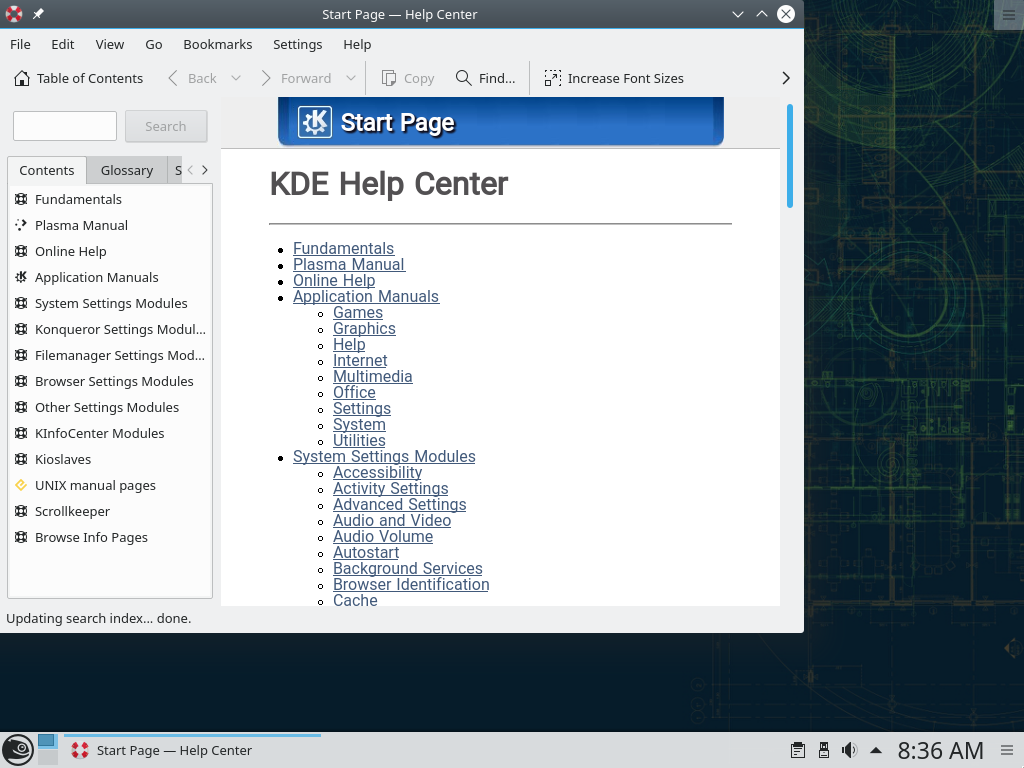 Start Page — Help Center
File Edit View Go Bookmarks Settings Help
Table of Contents Back Forward Copy Find... Increase Font Sizes
Search
Contents Glossary S
Fundamentals
Plasma Manual
Online Help
Application Manuals
System Settings Modules
Konqueror Settings Modul...
Filemanager Settings Mod...
Browser Settings Modules
Other Settings Modules
KInfoCenter Modules
Kioslaves
UNIX manual pages
Scrollkeeper
Browse Info Pages
Start Page
KDE Help Center
Fundamentals
Plasma Manual
Online Help
Application Manuals
Games
Graphics
Help
Internet
Multimedia
Office
Settings
System
Utilities
System Settings Modules
Accessibility
Activity Settings
Advanced Settings
Audio and Video
Audio Volume
Autostart
Background Services
Browser Identification
Cache
Updating search index... done.
Start Page — Help Center
8:36 AM